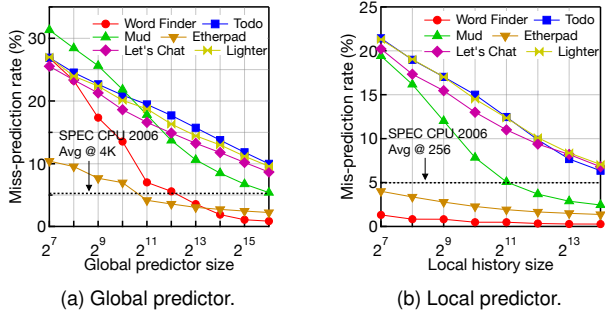 Word Finder Todo
Mud Etherpad
Let's Chat Lighter
Miss-prediction rate (%)
30
20
10
0
SPEC CPU 2006
Avg @ 4K
2^7 2^9 2^11 2^13 2^15
Global predictor size
(a) Global predictor.
Word Finder Todo
Mud Etherpad
Let's Chat Lighter
Mis-prediction rate (%)
25
20
15
10
5
0
SPEC CPU 2006
Avg @ 256
2^7 2^9 2^11 2^13
Local history size
(b) Local predictor.